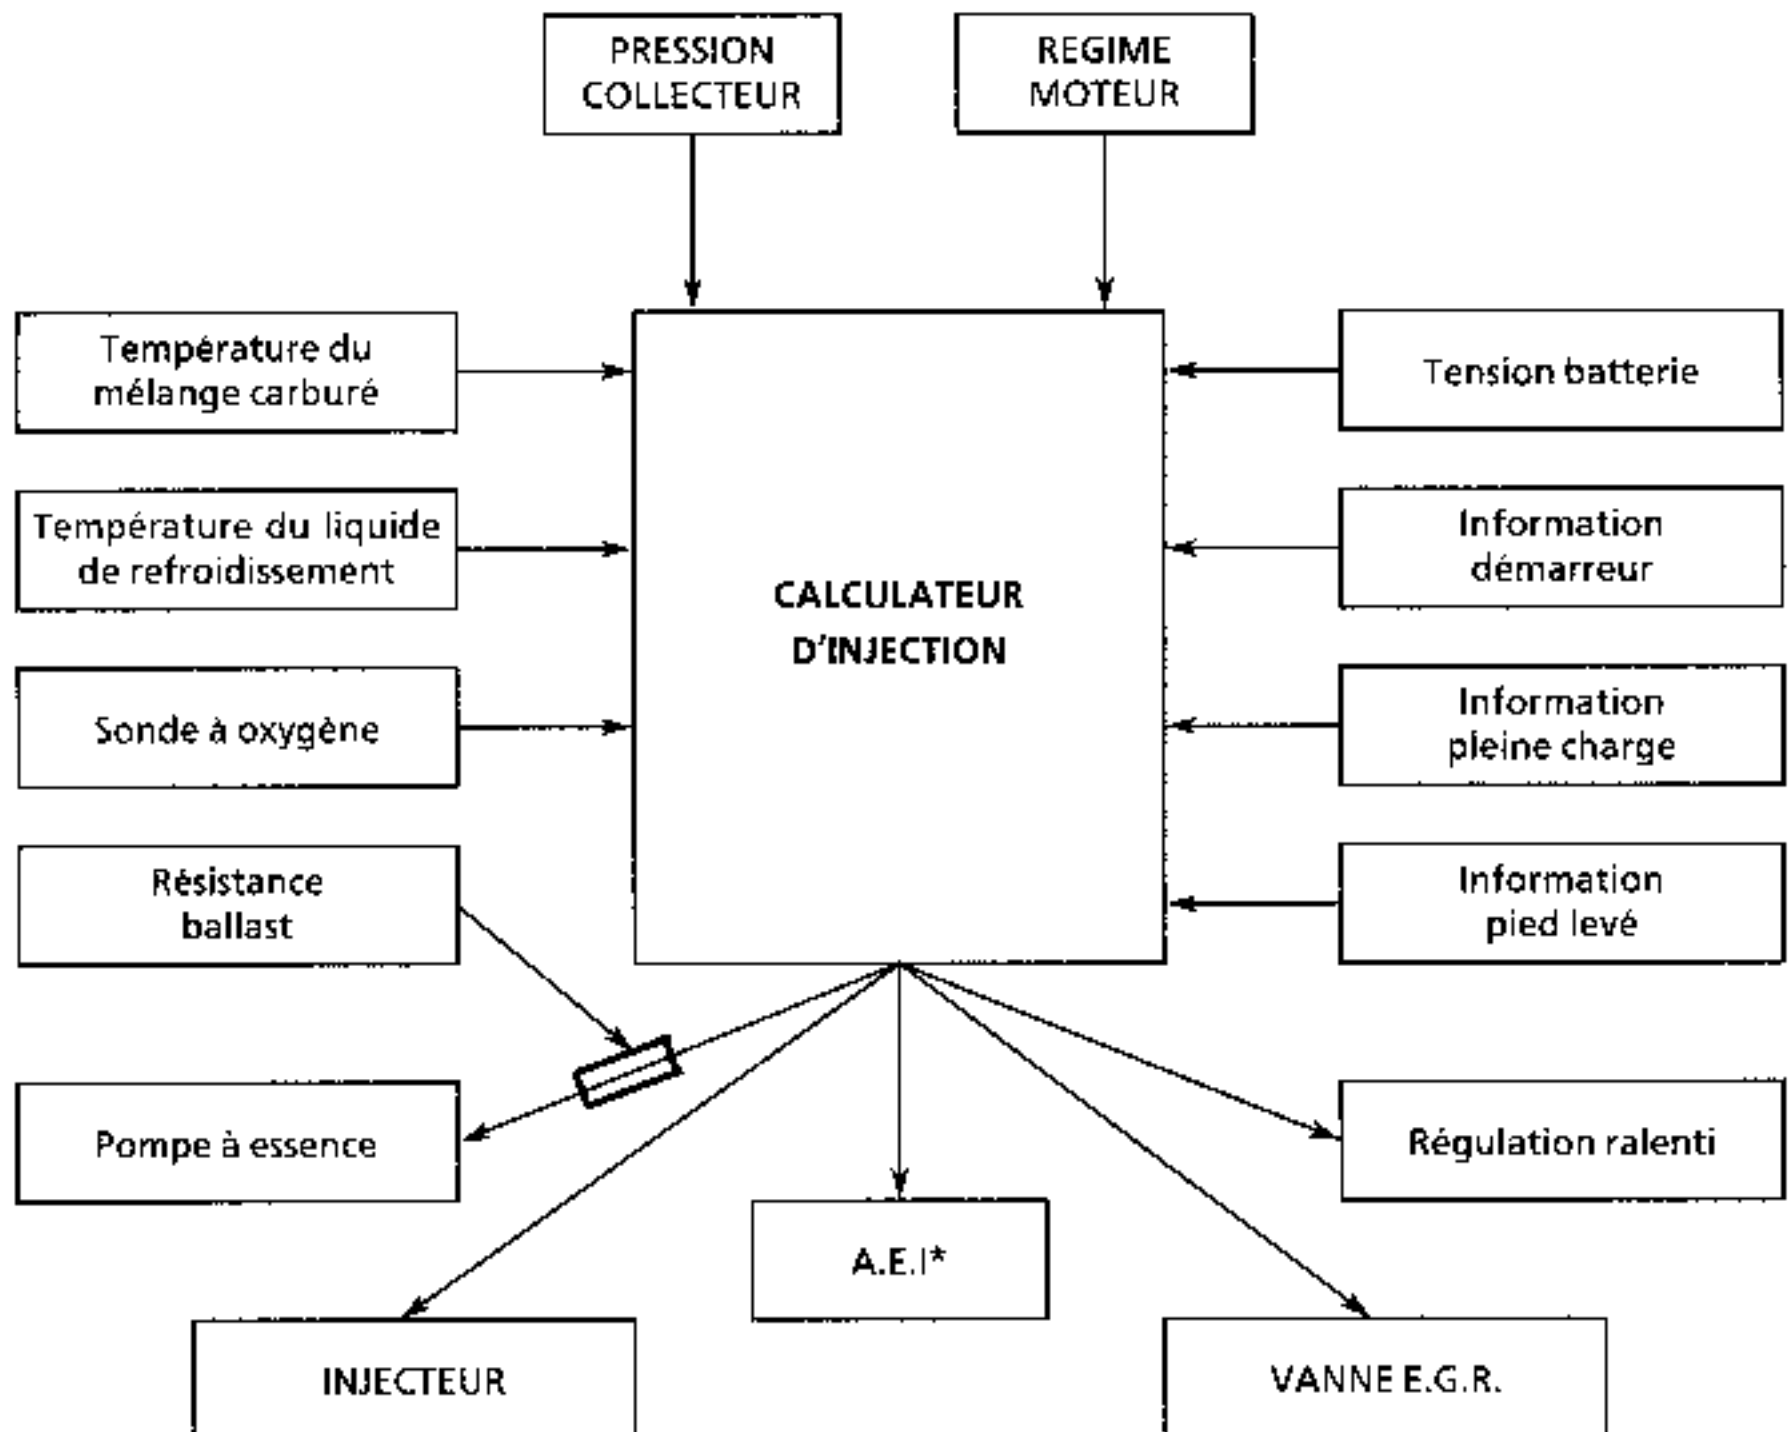 PRESSION
COLLECTEUR
REGIME
MOTEUR
Température du
mélange carburé
Tension batterie
Température du liquide
de refroidissement
Information
démarreur
CALCULATEUR
D'INJECTION
Sonde à oxygène
Information
pleine charge
Résistance
ballast
Information
pied levé
Pompe à essence
Régulation ralenti
A.E.I*
INJECTEUR
VANNE E.G.R.